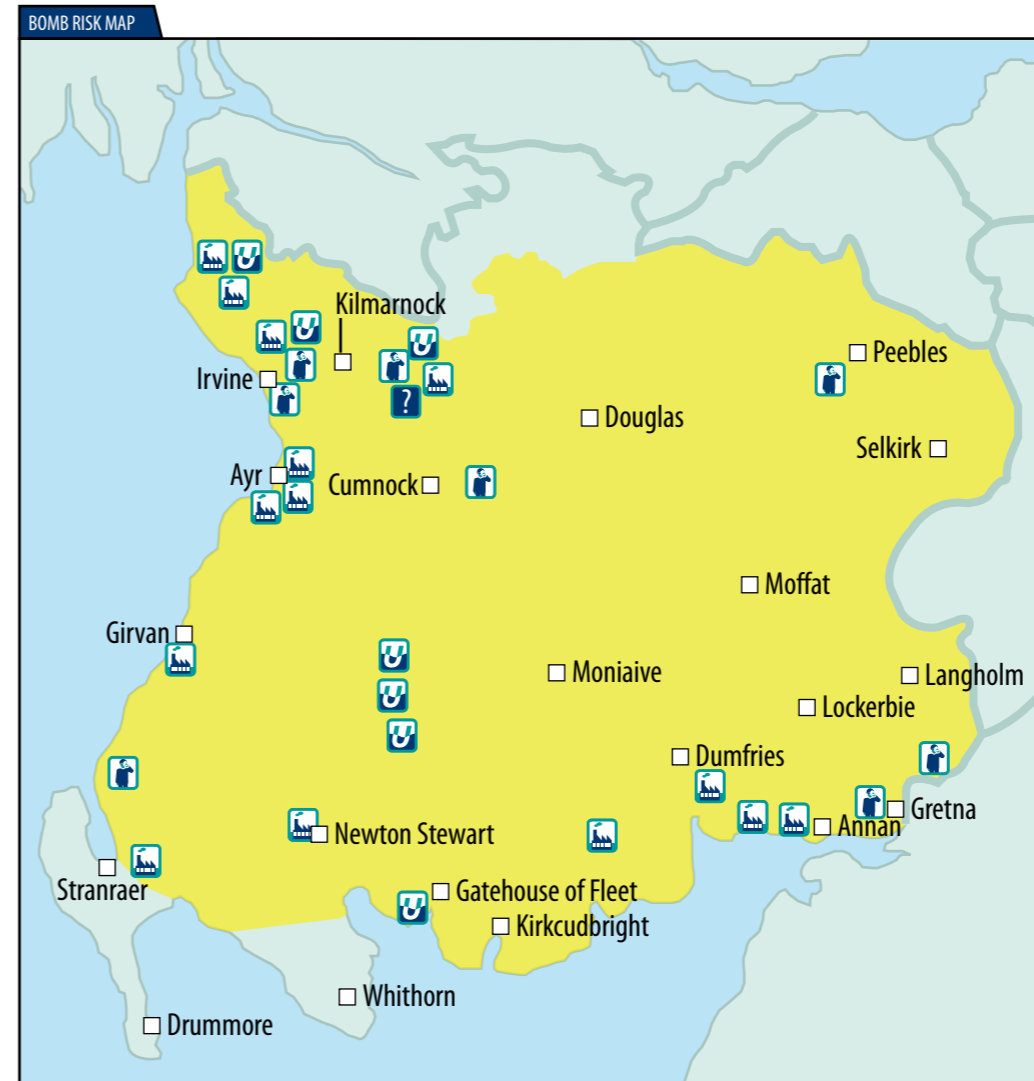 BOMB RISK MAP
Kilmarnock
Peebles
Irvine
?
Douglas
Selkirk
Ayr
Cumnock
Moffat
Girvan
Moniaive
Langholm
Lockerbie
Dumfries
Gretna
Annan
Newton Stewart
Stranraer
Gatehouse of Fleet
Kirkcudbright
Whithorn
Drummore